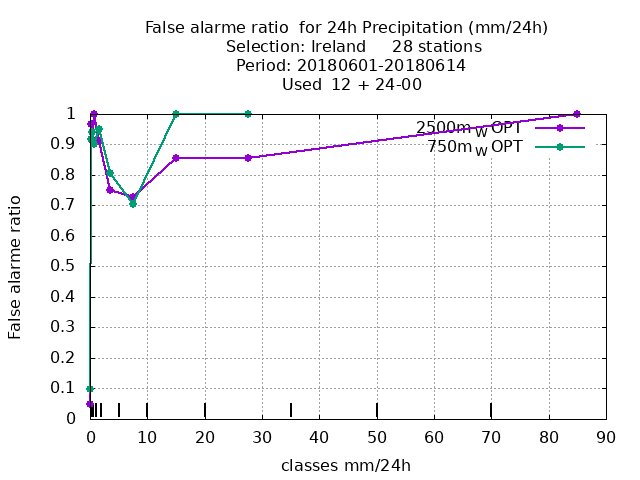 False alarme ratio  for 24h Precipitation (mm/24h)
Selection: Ireland     28 stations
Period: 20180601-20180614
Used  12 + 24-00
2500m W OPT
750m W OPT
1
0.9
0.8
0.7
0.6
0.5
0.4
0.3
0.2
0.1
0
False alarme ratio
0 10 20 30 40 50 60 70 80 90
classes mm/24h